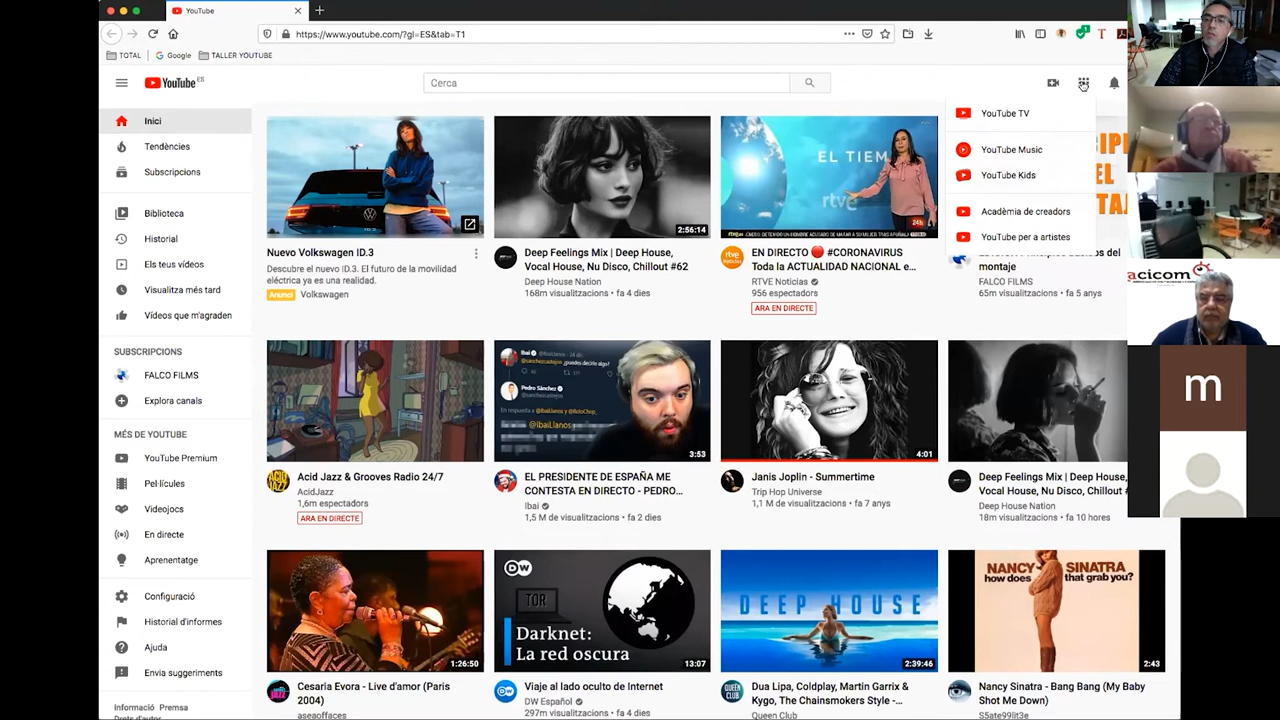 YouTube
https://www.youtube.com/?gl=ES&tab=T1
TOTAL
Google
TALLER YOUTUBE
YouTube ES
Cerca
Inici
Tendències
Subscripcions
Biblioteca
Historial
Els teus vídeos
Visualitza més tard
Vídeos que m'agraden
SUBSCRIPCIONS
FALCO FILMS
Explora canals
MÉS DE YOUTUBE
YouTube Premium
Pel·lícules
Videojocs
En directe
Aprenentatge
Configuració
Historial d'informes
Ajuda
Envia suggeriments
Informació Premsa
Drets d'autor
Nuevo Volkswagen ID.3
Descubre el nuevo ID.3. El futuro de la movilidad
eléctrica ya es una realidad.
Anunci Volkswagen
2:56:14
Deep Feelings Mix | Deep House,
Vocal House, Nu Disco, Chillout #62
Deep House Nation
168m visualitzacions • fa 4 dies
EL TIEM
rtve
24h
EN DIRECTO 🔴 #CORONAVIRUS
Toda la ACTUALIDAD NACIONAL e...
RTVE Noticias
956 espectadors
ARA EN DIRECTE
YouTube TV
YouTube Music
YouTube Kids
Acadèmia de creadors
YouTube per a artistes
montaje
FALCO FILMS
65m visualitzacions • fa 5 anys
Acid Jazz & Grooves Radio 24/7
AcidJazz
1,6m espectadors
ARA EN DIRECTE
Pedro Sánchez
@sanchezcastejon
@IbaiLlanos
3:53
EL PRESIDENTE DE ESPAÑA ME
CONTESTA EN DIRECTO - PEDRO...
Ibai
1,5 M de visualitzacions • fa 2 dies
4:01
Janis Joplin - Summertime
Trip Hop Universe
1,1 M de visualitzacions • fa 7 anys
Deep Feelings Mix | Deep House,
Vocal House, Nu Disco, Chillout #
Deep House Nation
18m visualitzacions • fa 10 hores
1:26:50
Cesaria Evora - Live d'amor (Paris
2004)
aseaoffaces
DW
TOR
Darknet:
La red oscura
13:07
Viaje al lado oculto de Internet
DW Español
297m visualitzacions • fa 4 dies
DEEP HOUSE
2:39:46
Dua Lipa, Coldplay, Martin Garrix &
Kygo, The Chainsmokers Style -...
Queen Club
NANCY SINATRA
how does that grab you?
2:43
Nancy Sinatra - Bang Bang (My Baby
Shot Me Down)
S5ate99lit3e
acicom
m